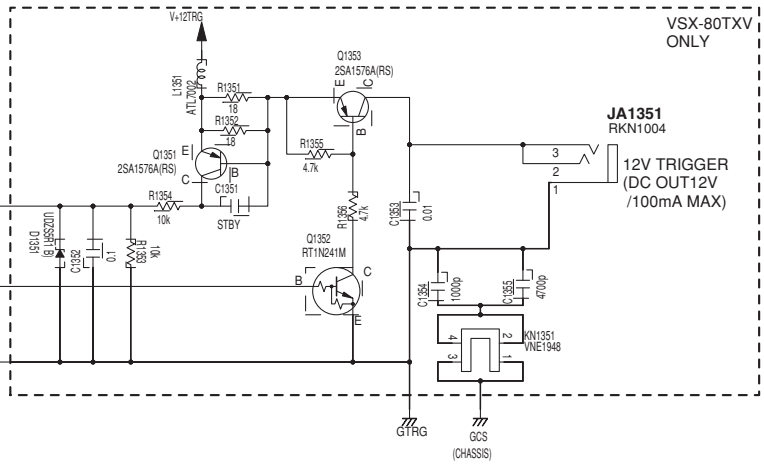 V+12TRG
VSX-80TXV
ONLY
L1351
ATL7002
Q1353
2SA1576A(RS)
E
C
B
R1351
18
R1352
18
Q1351
2SA1576A(RS)
E
B
C
C1351
STBY
R1355
4.7k
R1354
10k
R1356
4.7k
JA1351
RKN1004
3
2
1
12V TRIGGER
(DC OUT12V
/100mA MAX)
C1353
0.01
UDZS5R1(B)
D1351
C1352
0.1
R1353
10k
Q1352
RT1N241M
B
C
E
C1354
1000p
C1355
4700p
4
3
2
1
KN1351
VNE1948
GTRG
GCS
(CHASSIS)